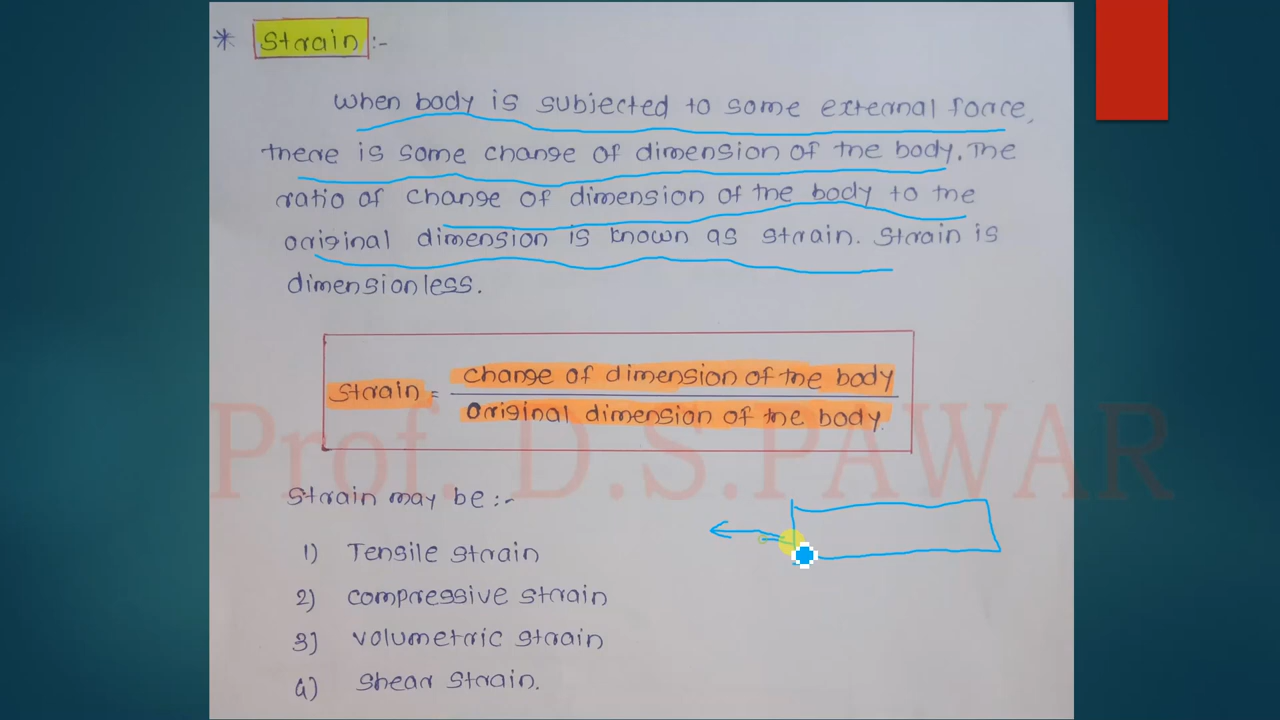 * Strain :-
When body is subjected to some external force,
there is some change of dimension of the body. The
ratio of change of dimension of the body to the
original dimension is known as strain. Strain is
dimensionless.
Strain = change of dimension of the body
original dimension of the body.
Prof. D.S.PAWAR
Strain may be :-
1) Tensile strain
2) compressive strain
3) volumetric strain
4) shear strain.